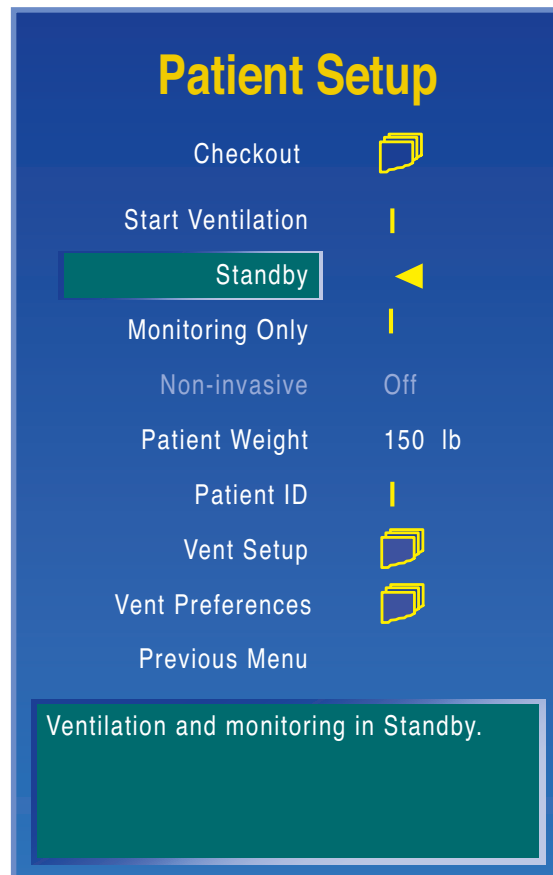 Patient Setup
Checkout
Start Ventilation
Standby
Monitoring Only
Non-invasive Off
Patient Weight 150 lb
Patient ID
Vent Setup
Vent Preferences
Previous Menu
Ventilation and monitoring in Standby.